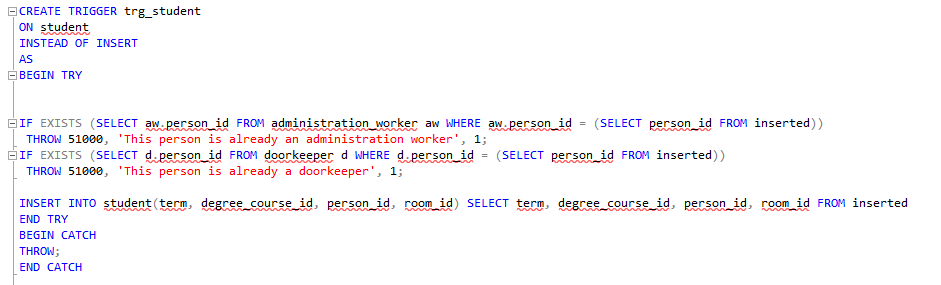 CREATE TRIGGER trg_student
ON student
INSTEAD OF INSERT
AS
BEGIN TRY
IF EXISTS (SELECT aw.person_id FROM administration_worker aw WHERE aw.person_id = (SELECT person_id FROM inserted))
THROW 51000, 'This person is already an administration worker', 1;
IF EXISTS (SELECT d.person_id FROM doorkeeper d WHERE d.person_id = (SELECT person_id FROM inserted))
THROW 51000, 'This person is already a doorkeeper', 1;
INSERT INTO student(term, degree_course_id, person_id, room_id) SELECT term, degree_course_id, person_id, room_id FROM inserted
END TRY
BEGIN CATCH
THROW;
END CATCH